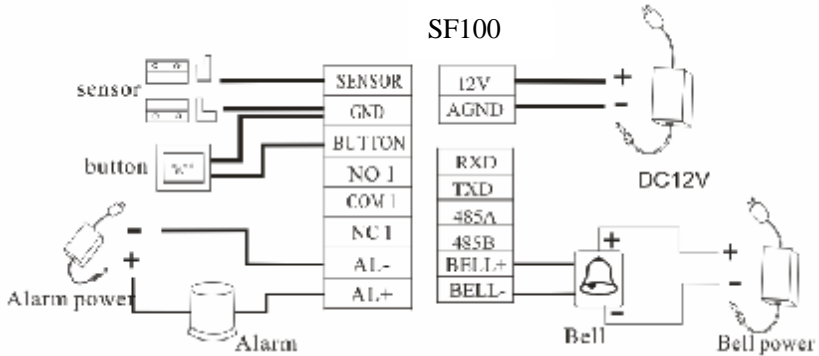 SF100
sensor
button
SENSOR
GND
BUTTON
NO 1
COM 1
NC 1
AL-
AL+
-
+
Alarm power
Alarm
12V
AGND
+
-
DC12V
RXD
TXD
485A
485B
BELL+
BELL-
+
-
Bell
+
-
Bell power